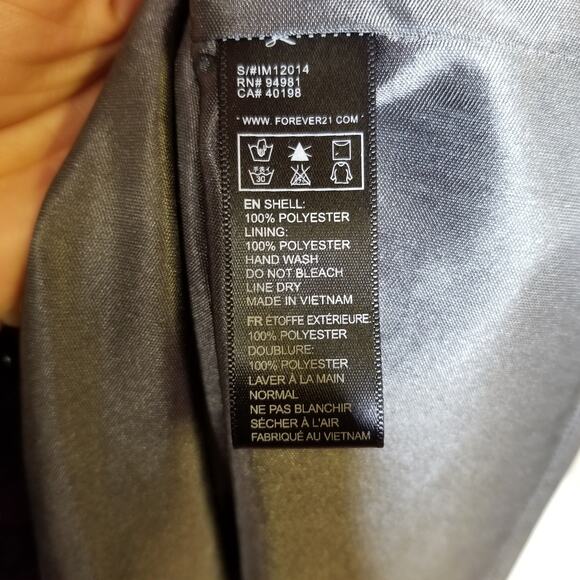 S/#IM12014
RN# 94981
CA# 40198
WWW. FOREVER21 COM
30
EN SHELL:
100% POLYESTER
LINING:
100% POLYESTER
HAND WASH
DO NOT BLEACH
LINE DRY
MADE IN VIETNAM
FR ÉTOFFE EXTÉRIEURE:
100% POLYESTER
DOUBLURE:
100% POLYESTER
LAVER À LA MAIN
NORMAL
NE PAS BLANCHIR
SÉCHER À L'AIR
FABRIQUÉ AU VIETNAM